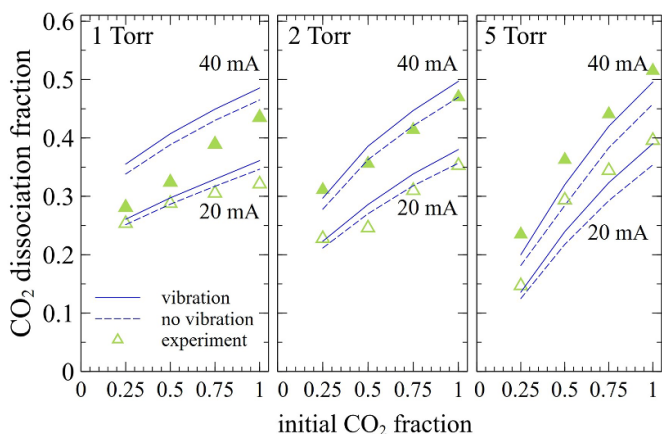 0.6
0.5
0.4
0.3
0.2
0.1
0
CO₂ dissociation fraction
1 Torr
40 mA
20 mA
vibration
no vibration
experiment
2 Torr
40 mA
20 mA
5 Torr
40 mA
20 mA
0 0.25 0.5 0.75 1
0 0.25 0.5 0.75 1
0 0.25 0.5 0.75 1
initial CO₂ fraction